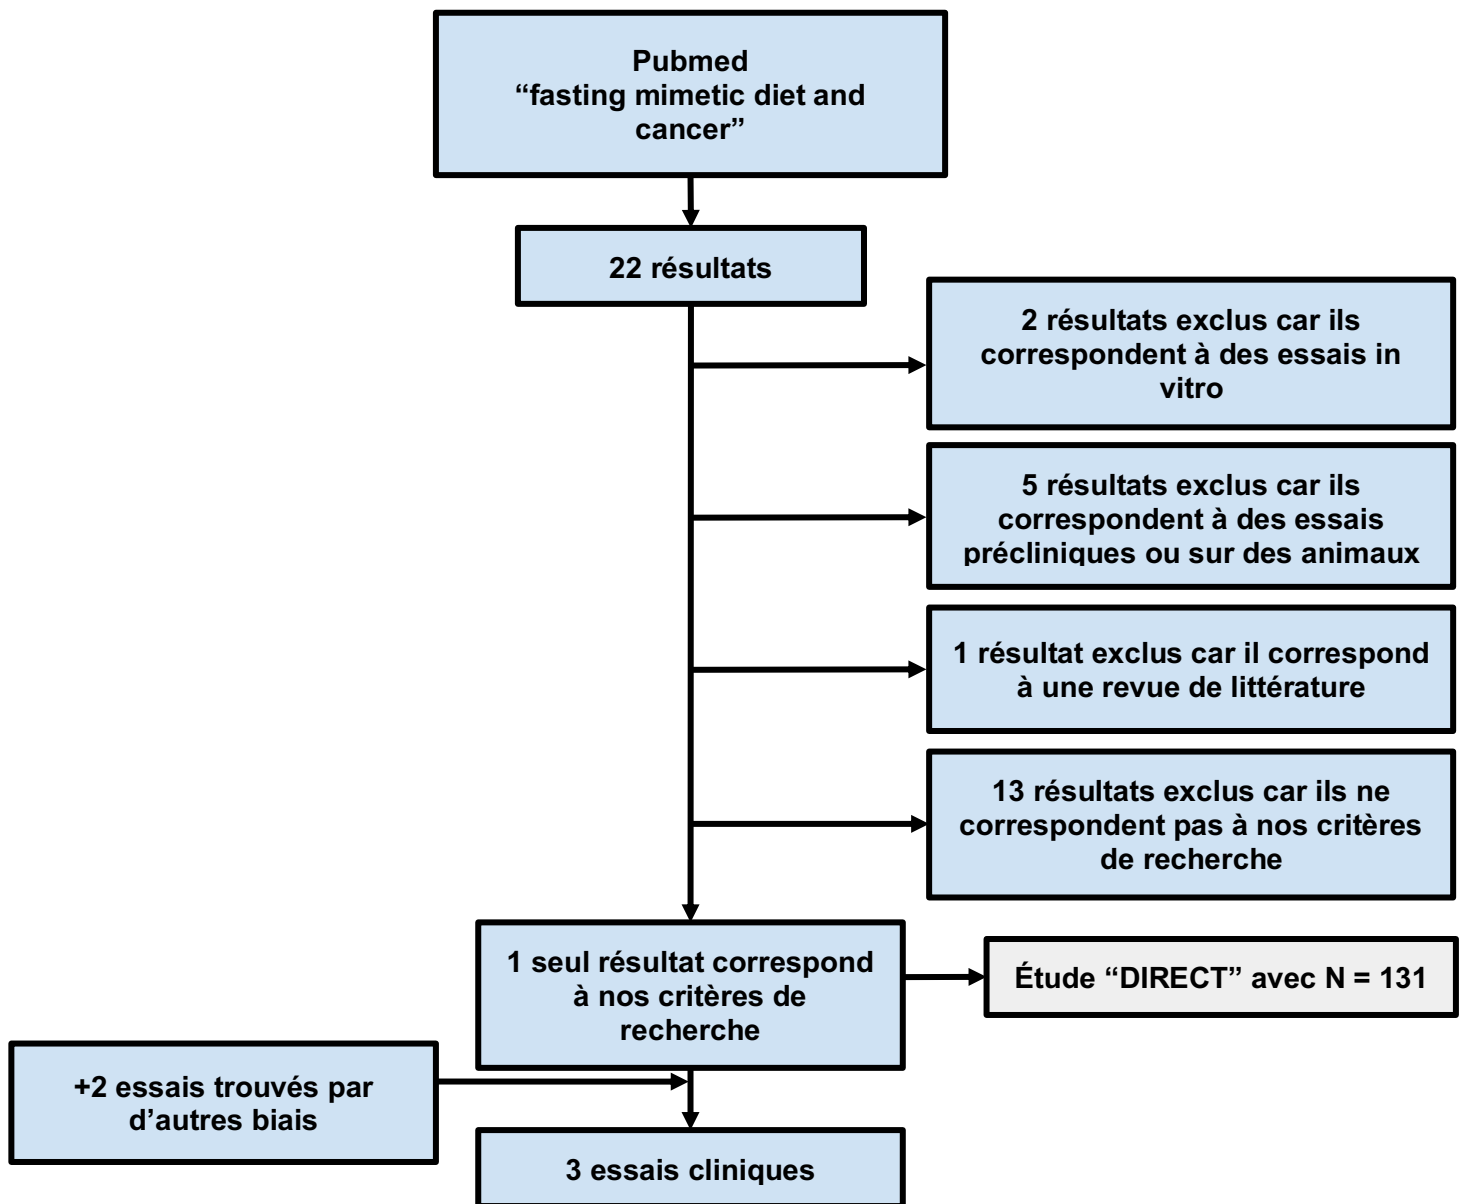 Pubmed
“fasting mimetic diet and
cancer”
22 résultats
2 résultats exclus car ils
correspondent à des essais in
vitro
5 résultats exclus car ils
correspondent à des essais
précliniques ou sur des animaux
1 résultat exclus car il correspond
à une revue de littérature
13 résultats exclus car ils ne
correspondent pas à nos critères
de recherche
1 seul résultat correspond
à nos critères de
recherche
Étude “DIRECT” avec N = 131
+2 essais trouvés par
d’autres biais
3 essais cliniques